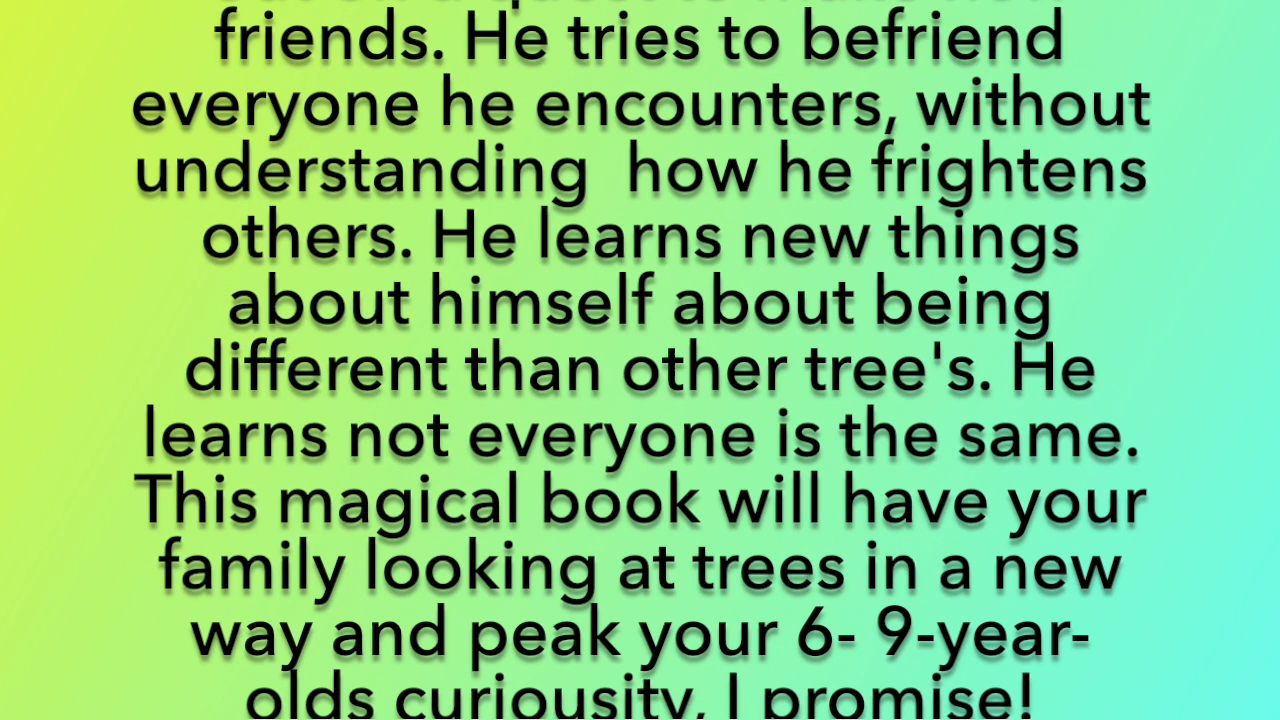 friends. He tries to befriend
everyone he encounters, without
understanding  how he frightens
others. He learns new things
about himself about being
different than other tree's. He
learns not everyone is the same.
This magical book will have your
family looking at trees in a new
way and peak your 6- 9-year-
olds curiousity, I promise!